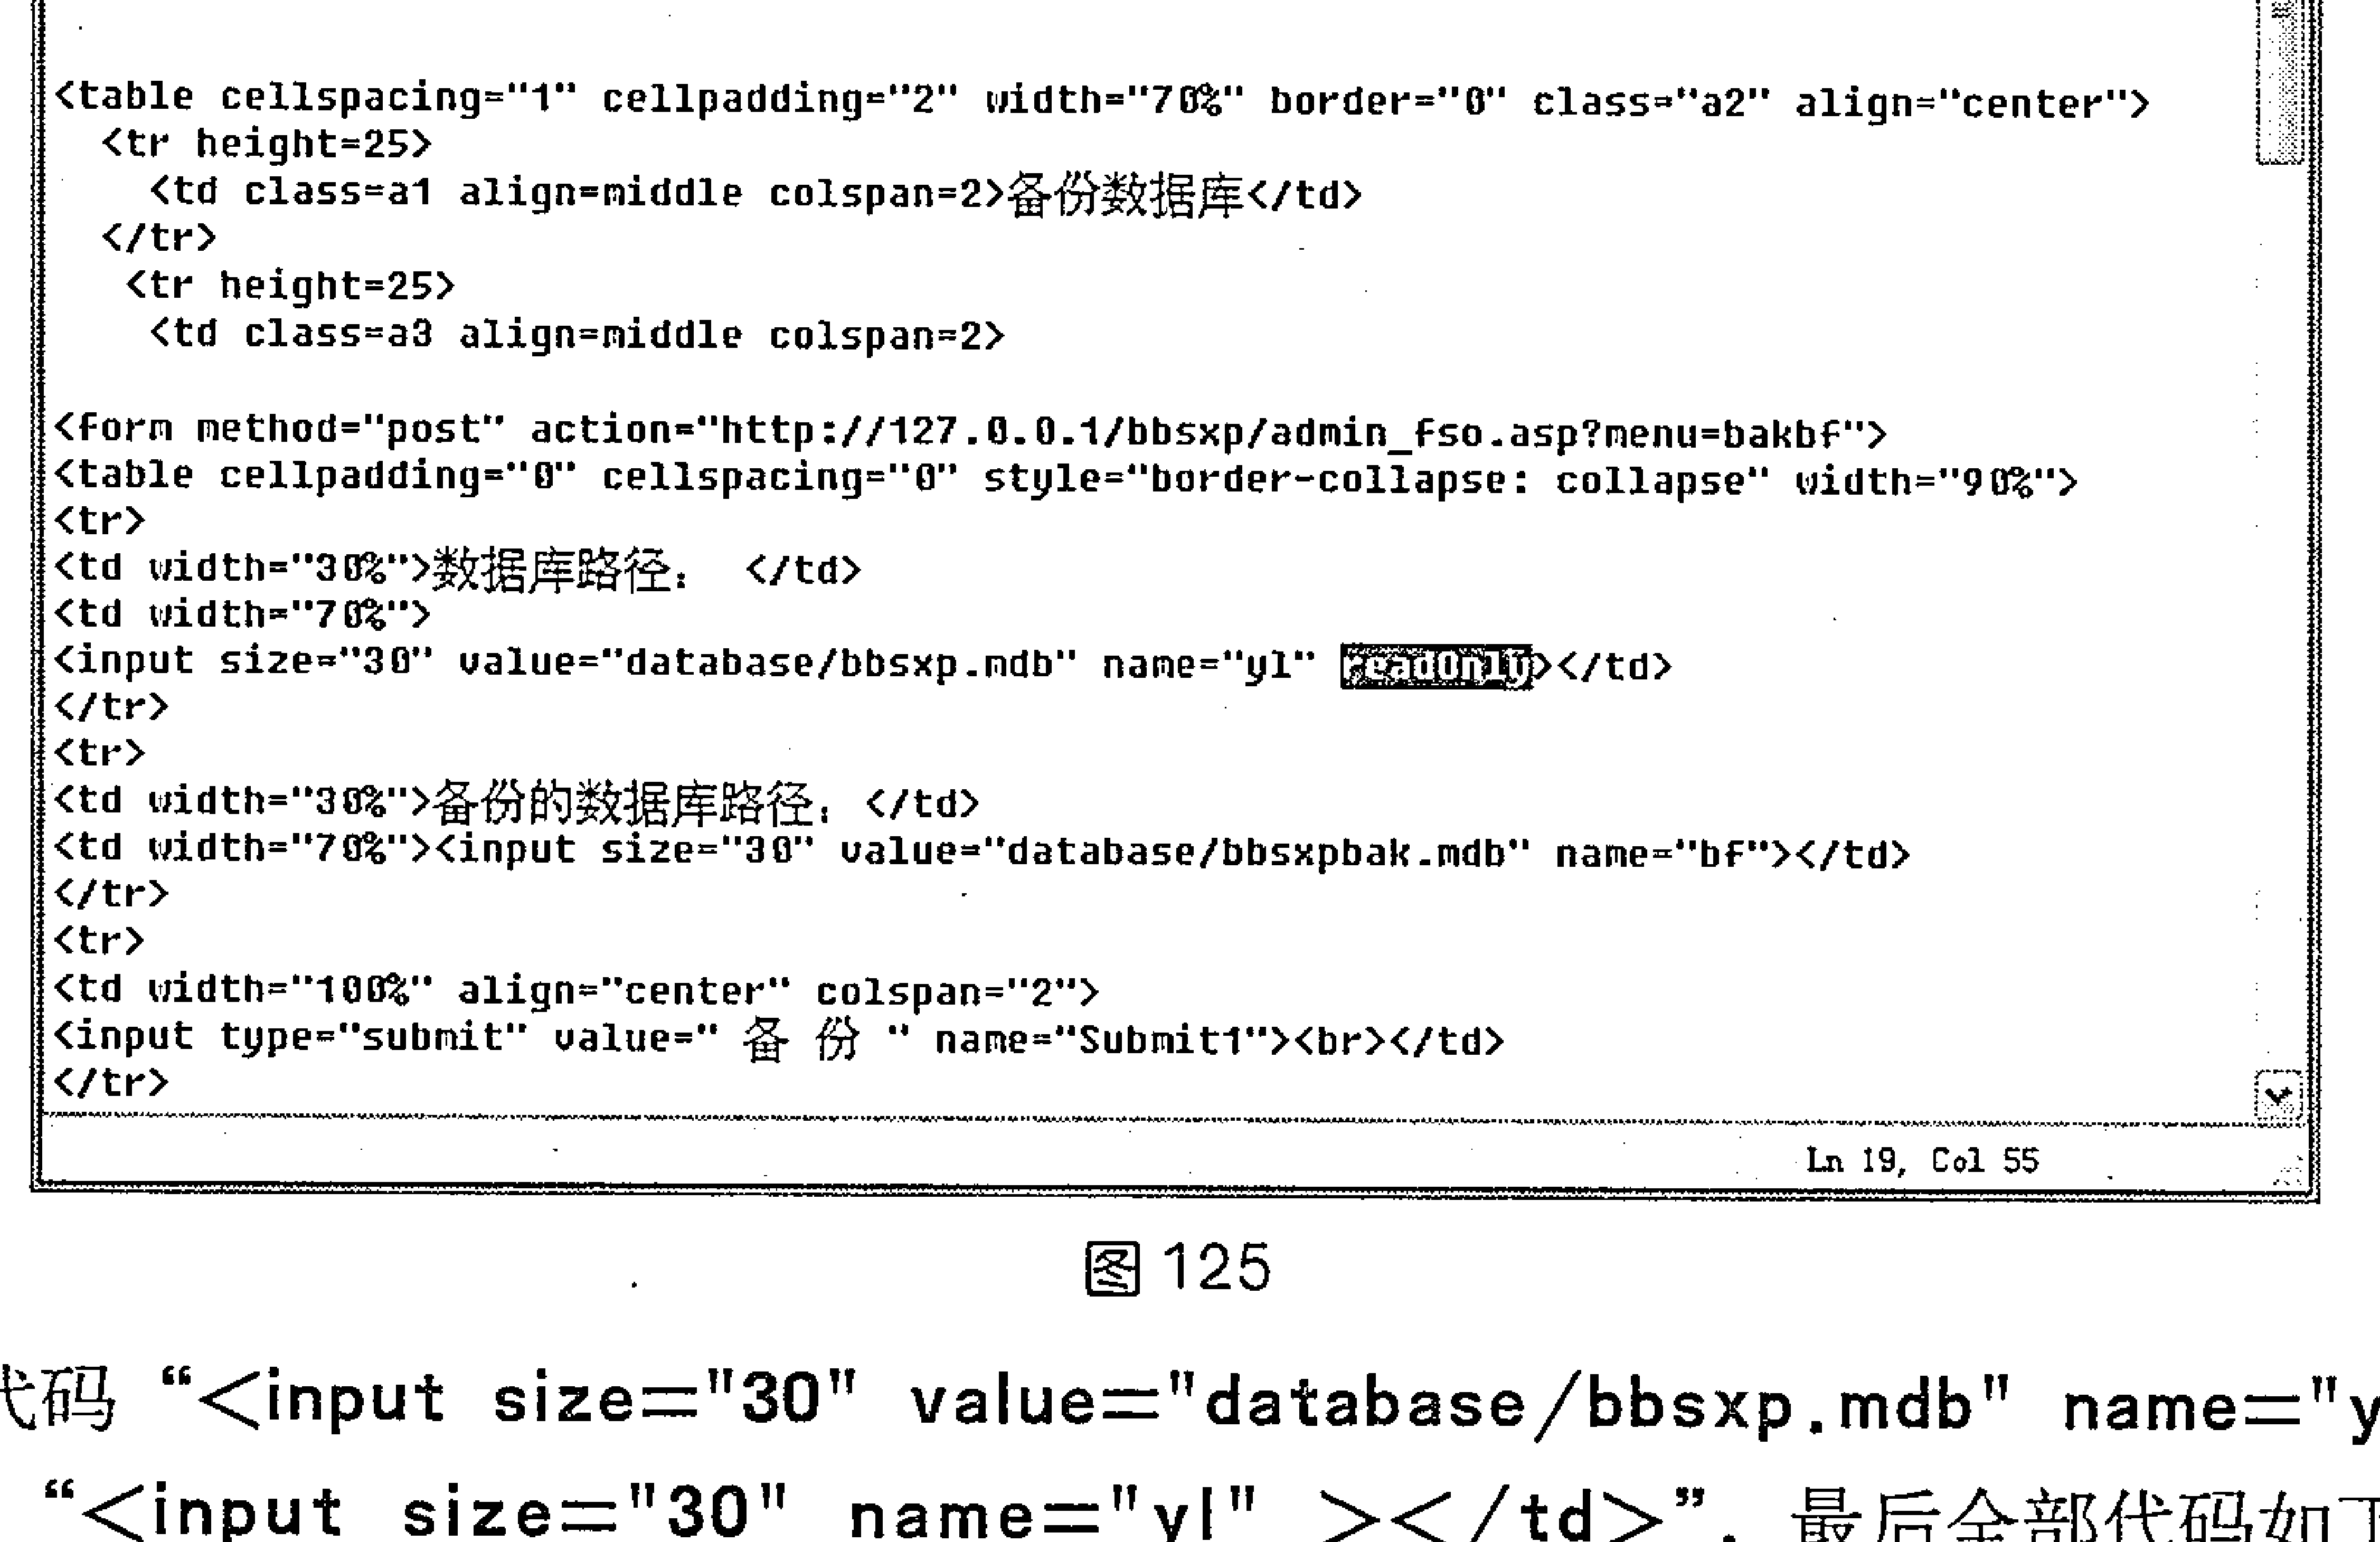 <table cellspacing="1" cellpadding="2" width="70%" border="0" class="a2" align="center">
<tr height=25>
<td class=a1 align=middle colspan=2>备份数据库</td>
</tr>
<tr height=25>
<td class=a3 align=middle colspan=2>
<form method="post" action="http://127.0.0.1/bbsxp/admin_fso.asp?menu=bakbf">
<table cellpadding="0" cellspacing="0" style="border-collapse: collapse" width="90%">
<tr>
<td width="30%">数据库路径： </td>
<td width="70%">
<input size="30" value="database/bbsxp.mdb" name="yl" readOnly></td>
</tr>
<tr>
<td width="30%">备份的数据库路径：</td>
<td width="70%"><input size="30" value="database/bbsxpbak.mdb" name="bf"></td>
</tr>
<tr>
<td width="100%" align="center" colspan="2">
<input type="submit" value=" 备 份 " name="Submit1"><br></td>
</tr>
Ln 19, Col 55
图 125
代码 “<input size="30" value="database/bbsxp.mdb" name="y
“<input size="30" name="yl" ></td>”，最后全部代码如下